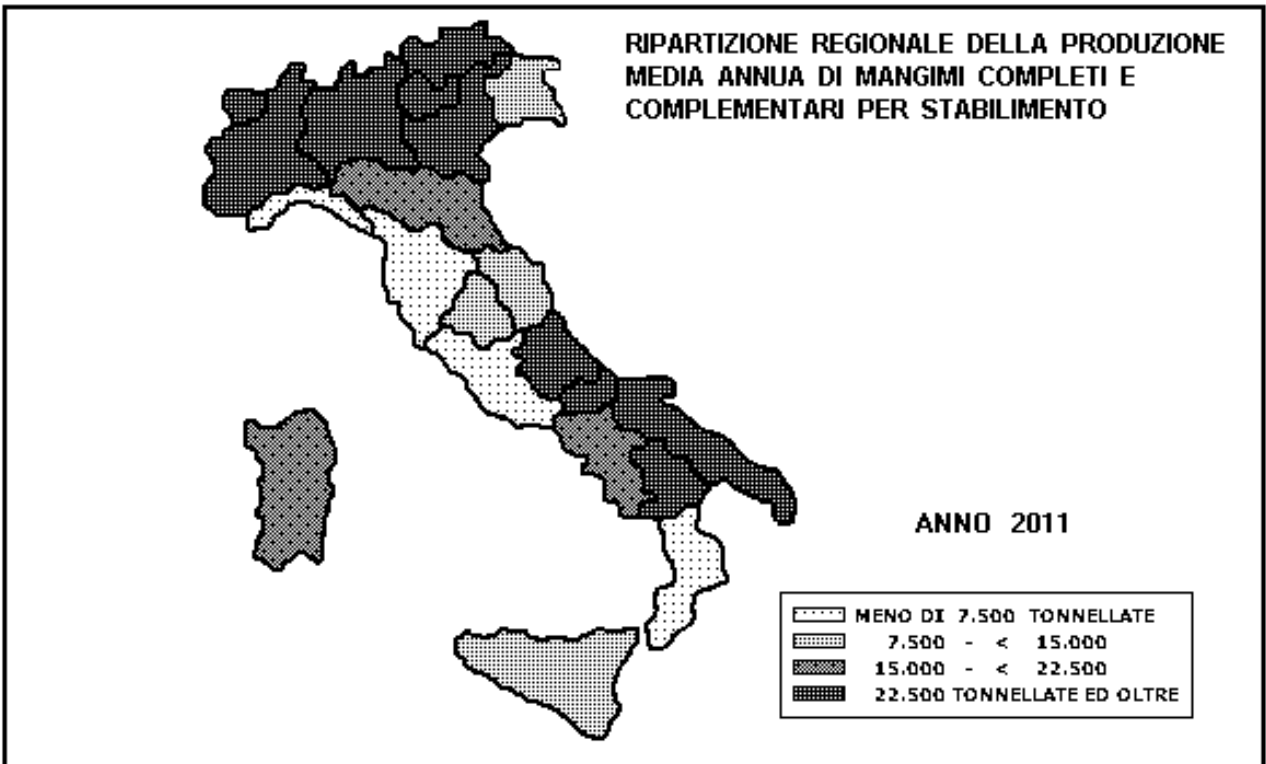 RIPARTIZIONE REGIONALE DELLA PRODUZIONE
MEDIA ANNUA DI MANGIMI COMPLETI E
COMPLEMENTARI PER STABILIMENTO
ANNO 2011
MENO DI 7.500 TONNELLATE
7.500 - < 15.000
15.000 - < 22.500
22.500 TONNELLATE ED OLTRE